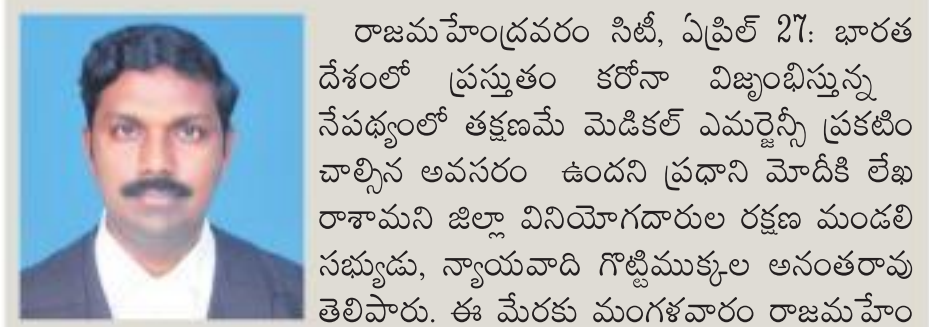 రాజమహేంద్రవరం సిటీ, ఏప్రిల్ 27: భారత
దేశంలో ప్రస్తుతం కరోనా విజృంభిస్తున్న
నేపథ్యంలో తక్షణమే మెడికల్ ఎమర్జెన్సీ ప్రకటిం
చాల్సిన అవసరం ఉందని ప్రధాని మోదీకి లేఖ
రాశామని జిల్లా వినియోగదారుల రక్షణ మండలి
సభ్యుడు, న్యాయవాది గొట్టిముక్కల అనంతరావు
తెలిపారు. ఈ మేరకు మంగళవారం రాజమహేం